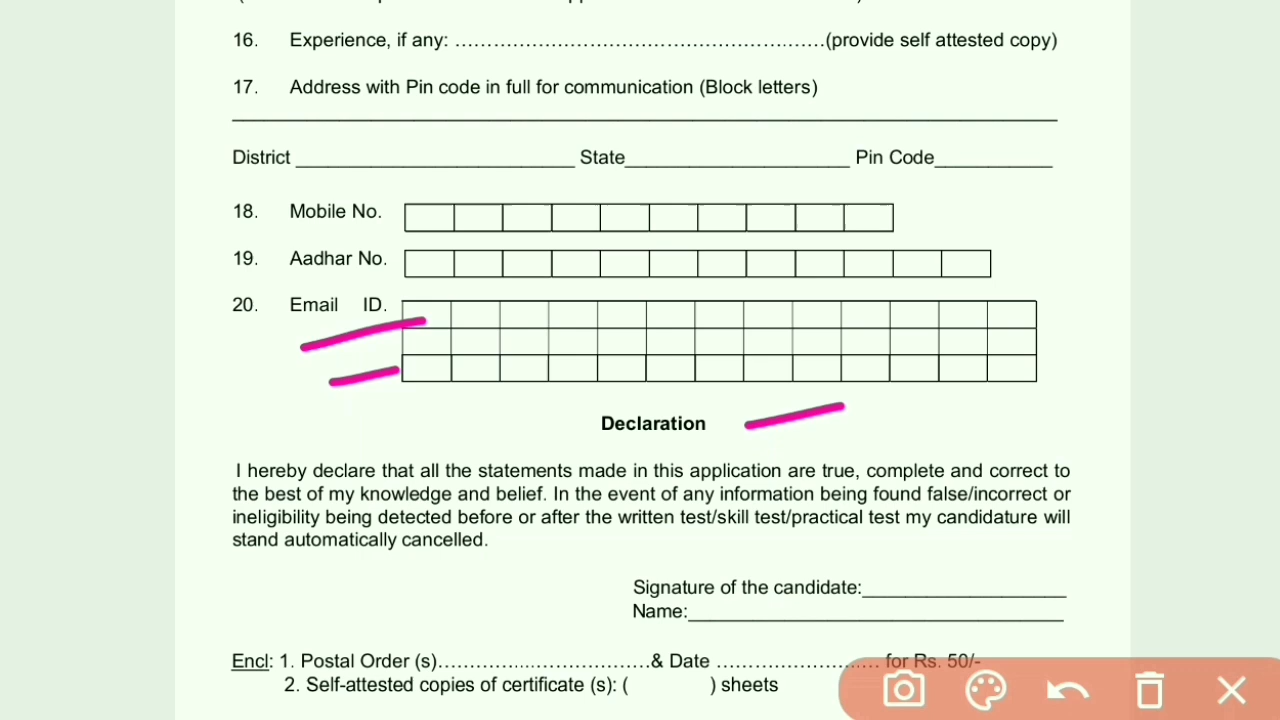 16. Experience, if any: ……………………………………………………(provide self attested copy)
17. Address with Pin code in full for communication (Block letters)
District __________________________ State_____________________ Pin Code___________
18. Mobile No.
19. Aadhar No.
20. Email ID.
Declaration
I hereby declare that all the statements made in this application are true, complete and correct to
the best of my knowledge and belief. In the event of any information being found false/incorrect or
ineligibility being detected before or after the written test/skill test/practical test my candidature will
stand automatically cancelled.
Signature of the candidate:___________________
Name:___________________________________
Encl: 1. Postal Order (s)……………………………& Date …………………… for Rs. 50/-
2. Self-attested copies of certificate (s): ( ) sheets